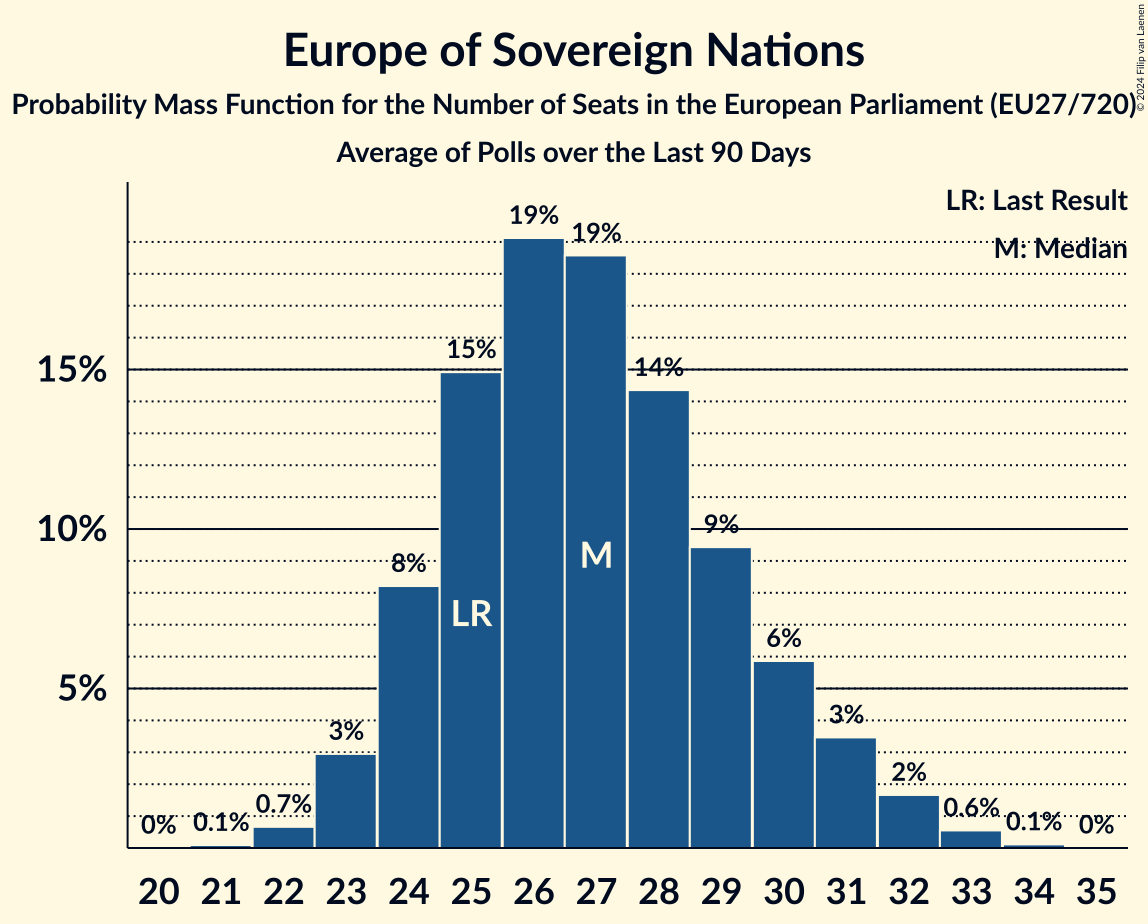 Europe of Sovereign Nations
Probability Mass Function for the Number of Seats in the European Parliament (EU27/720)
Average of Polls over the Last 90 Days
© 2024 Filip van Laenen
LR: Last Result
M: Median
15%
10%
5%
0%
0.1%
0.7%
3%
8%
15%
19%
19%
14%
9%
6%
3%
2%
0.6%
0.1%
0%
LR
M
20 21 22 23 24 25 26 27 28 29 30 31 32 33 34 35